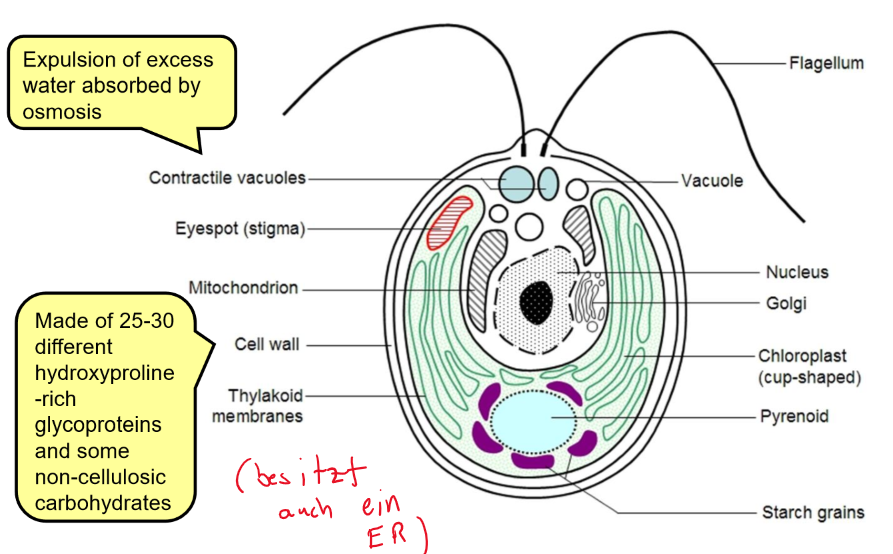 Expulsion of excess
water absorbed by
osmosis
Flagellum
Contractile vacuoles
Vacuole
Eyespot (stigma)
Nucleus
Mitochondrion
Golgi
Made of 25-30
different
hydroxyproline
-rich
glycoproteins
and some
non-cellulosic
carbohydrates
Cell wall
Chloroplast
(cup-shaped)
Thylakoid
membranes
Pyrenoid
Starch grains
(besitzt
auch ein
ER)